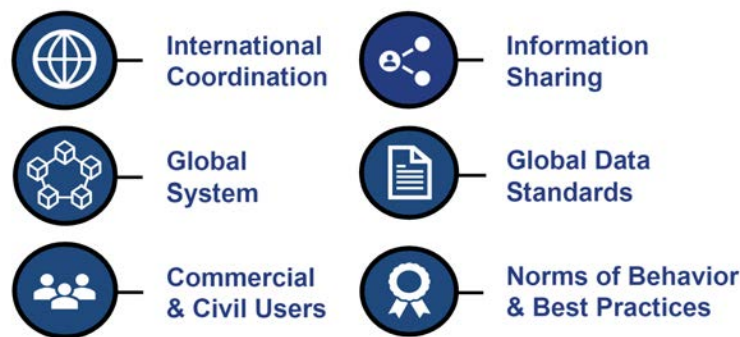 International
Coordination
Information
Sharing
Global
System
Global Data
Standards
Commercial
& Civil Users
Norms of Behavior
& Best Practices